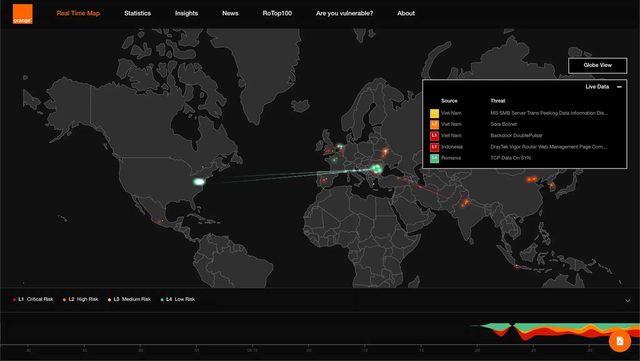 orange
Real Time Map Statistics Insights News RoTop100 Are you vulnerable? About
Globe View
Live Data
Source Threat
Viet Nam MS SMB Server Trans Peeking Data Information Dis...
Viet Nam Sora Botnet
L1 Viet Nam Backdoor DoublePulsar
L1 Indonesia DrayTek Vigor Router Web Management Page Com...
L4 Romania TCP Data On SYN
L1 Critical Risk L2 High Risk L3 Medium Risk L4 Low Risk